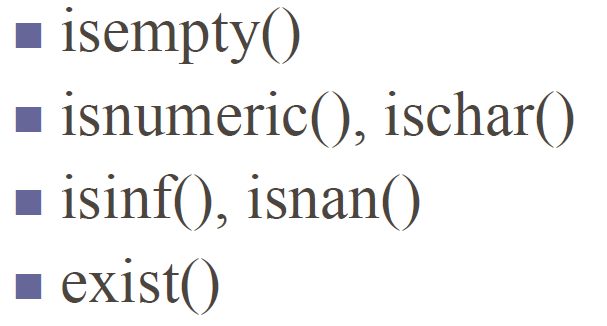 isempty()
isnumeric(), ischar()
isinf(), isnan()
exist()